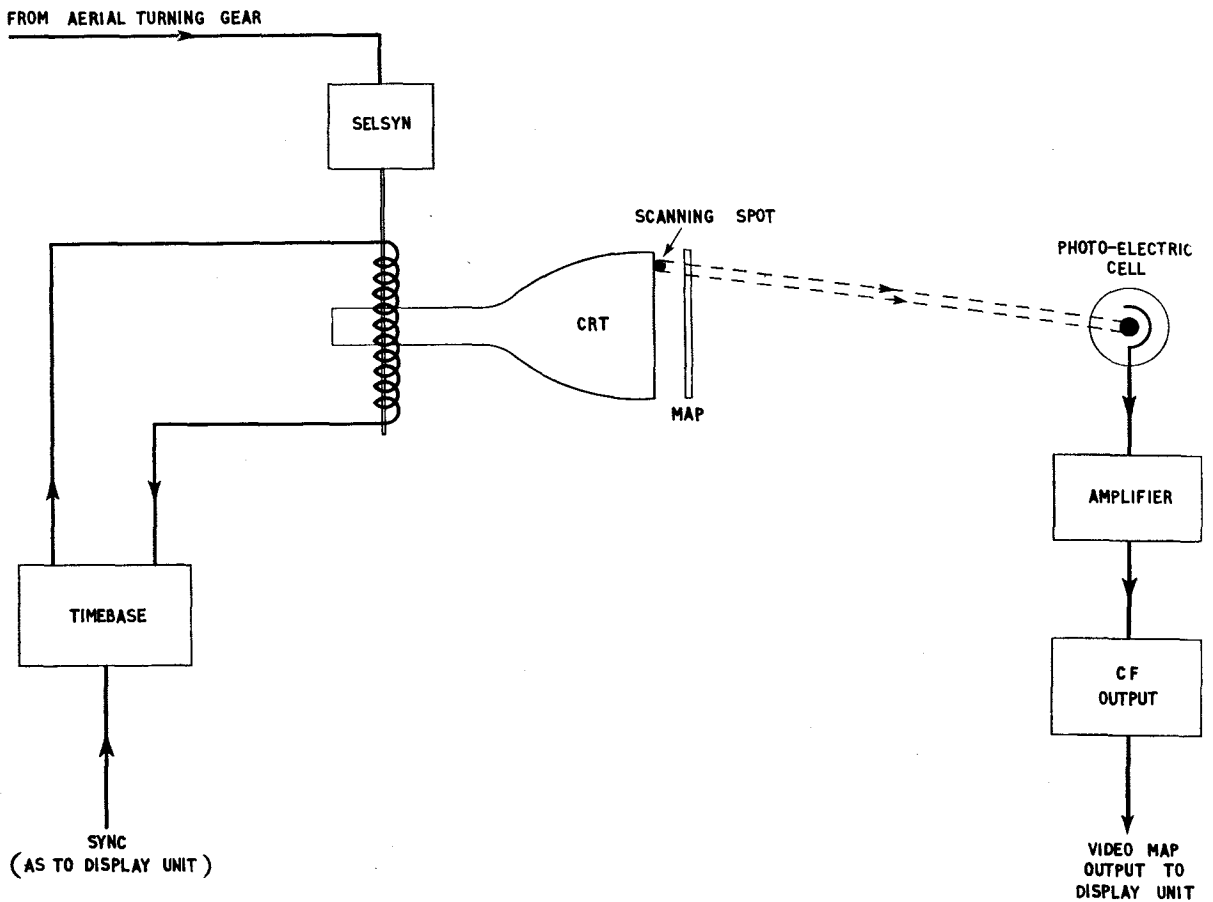 FROM AERIAL TURNING GEAR
SELSYN
SCANNING SPOT
PHOTO-ELECTRIC
CELL
CRT
MAP
AMPLIFIER
TIMEBASE
CF
OUTPUT
SYNC
(AS TO DISPLAY UNIT)
VIDEO MAP
OUTPUT TO
DISPLAY UNIT